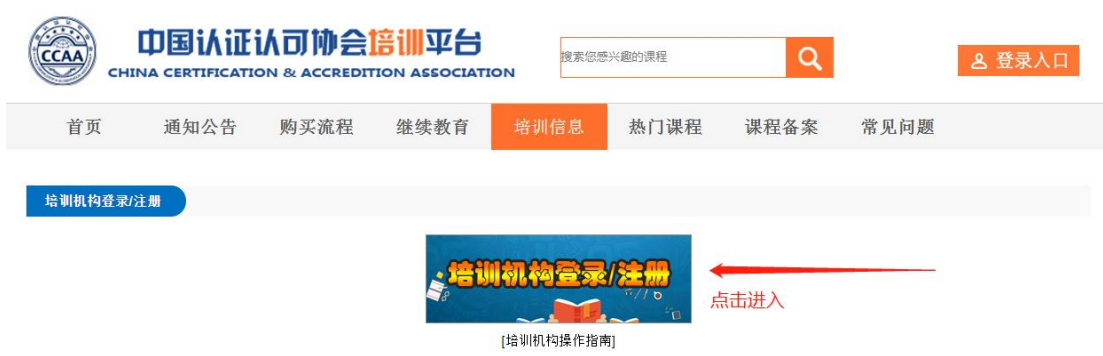 CCAA
中国认证认可协会培训平台
CHINA CERTIFICATION & ACCREDITION ASSOCIATION
搜索您感兴趣的课程
登录入口
首页 通知公告 购买流程 继续教育 培训信息 热门课程 课程备案 常见问题
培训机构登录/注册
培训机构登录/注册
点击进入
[培训机构操作指南]